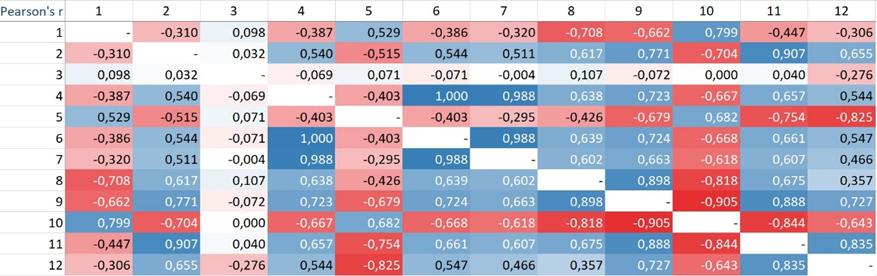 Pearson's r 1 2 3 4 5 6 7 8 9 10 11 12
1 - -0,310 0,098 -0,387 0,529 -0,386 -0,320 -0,708 -0,662 0,799 -0,447 -0,306
2 -0,310 - 0,032 0,540 -0,515 0,544 0,511 0,617 0,771 -0,704 0,907 0,655
3 0,098 0,032 - -0,069 0,071 -0,071 -0,004 0,107 -0,072 0,000 0,040 -0,276
4 -0,387 0,540 -0,069 - -0,403 1,000 0,988 0,638 0,723 -0,667 0,657 0,544
5 0,529 -0,515 0,071 -0,403 - -0,403 -0,295 -0,426 -0,679 0,682 -0,754 -0,825
6 -0,386 0,544 -0,071 1,000 -0,403 - 0,988 0,639 0,724 -0,668 0,661 0,547
7 -0,320 0,511 -0,004 0,988 -0,295 0,988 - 0,602 0,663 -0,618 0,607 0,466
8 -0,708 0,617 0,107 0,638 -0,426 0,639 0,602 - 0,898 -0,818 0,675 0,357
9 -0,662 0,771 -0,072 0,723 -0,679 0,724 0,663 0,898 - -0,905 0,888 0,727
10 0,799 -0,704 0,000 -0,667 0,682 -0,668 -0,618 -0,818 -0,905 - -0,844 -0,643
11 -0,447 0,907 0,040 0,657 -0,754 0,661 0,607 0,675 0,888 -0,844 - 0,835
12 -0,306 0,655 -0,276 0,544 -0,825 0,547 0,466 0,357 0,727 -0,643 0,835 -